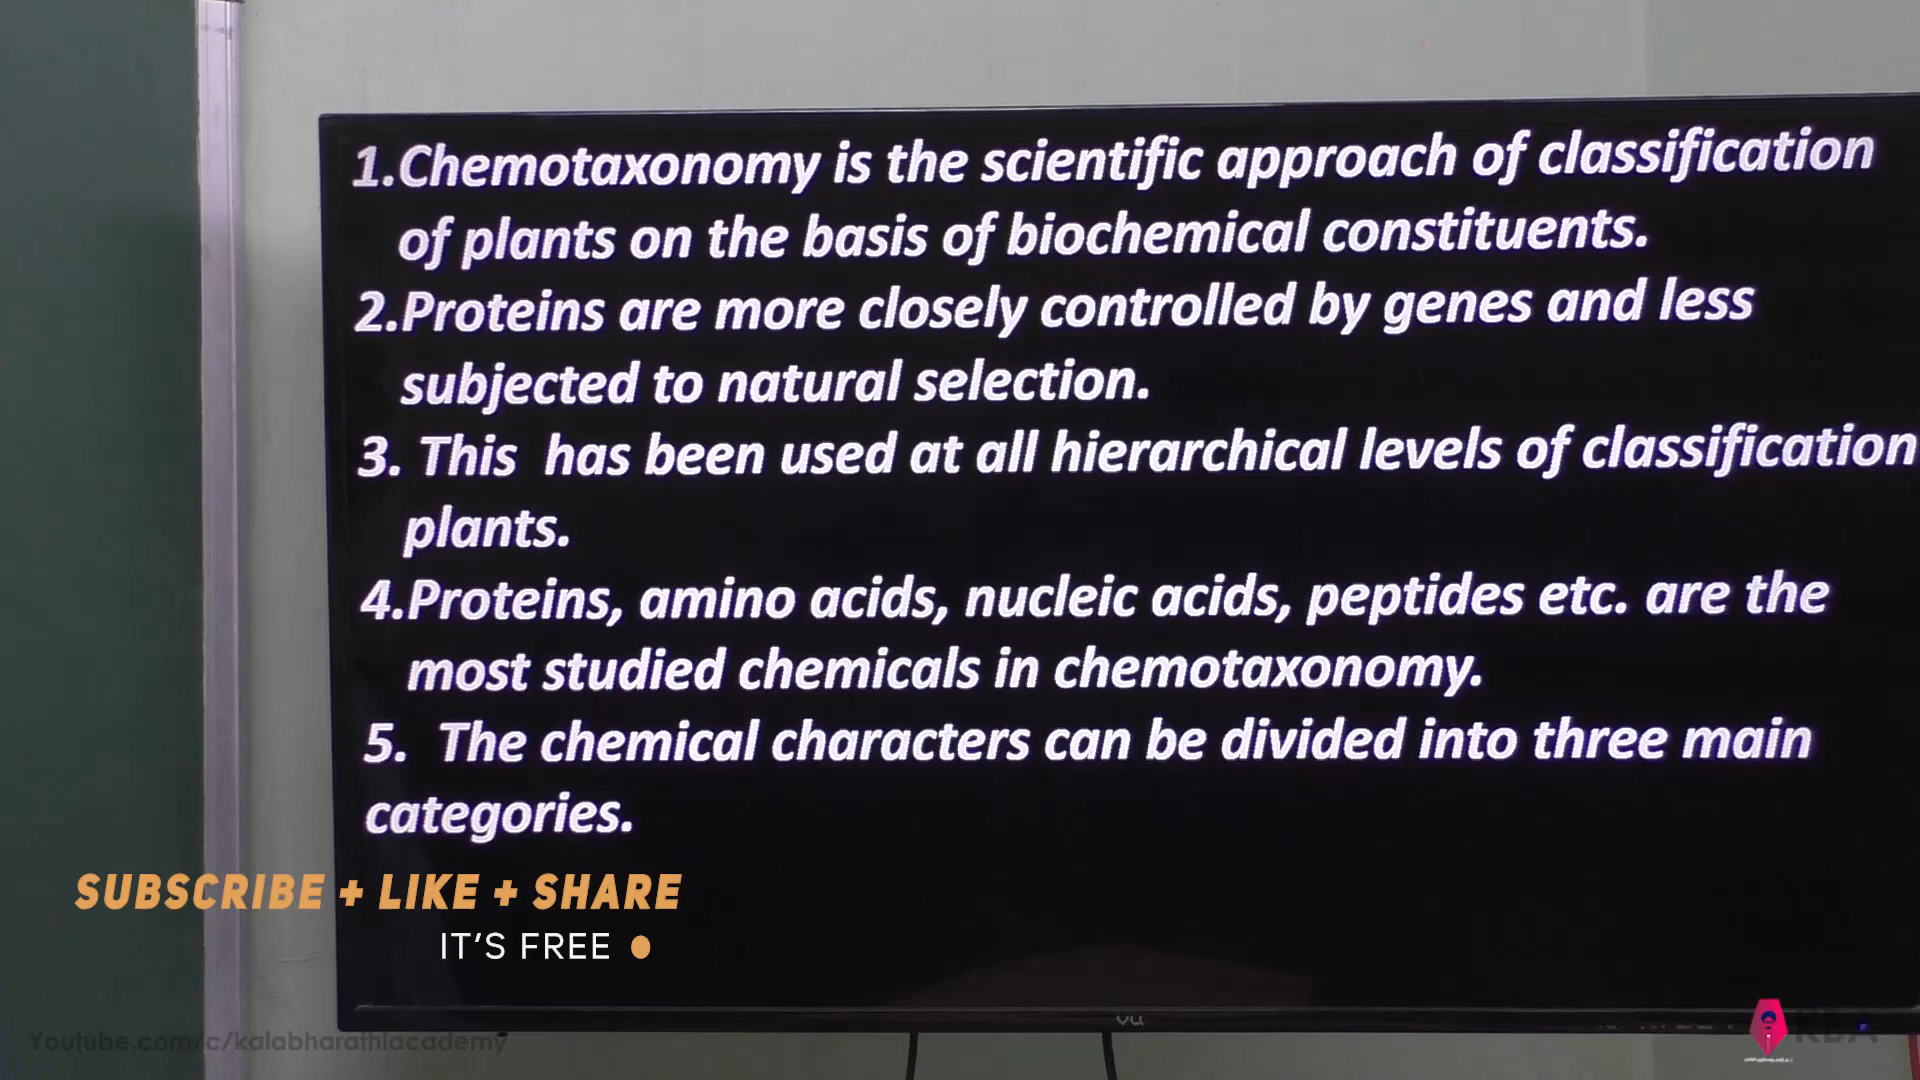 1.Chemotaxonomy is the scientific approach of classification
of plants on the basis of biochemical constituents.
2.Proteins are more closely controlled by genes and less
subjected to natural selection.
3. This has been used at all hierarchical levels of classification
plants.
4.Proteins, amino acids, nucleic acids, peptides etc. are the
most studied chemicals in chemotaxonomy.
5. The chemical characters can be divided into three main
categories.
SUBSCRIBE + LIKE + SHARE
IT'S FREE
vu
Youtube.com/c/kalabharathiacademy
KBA